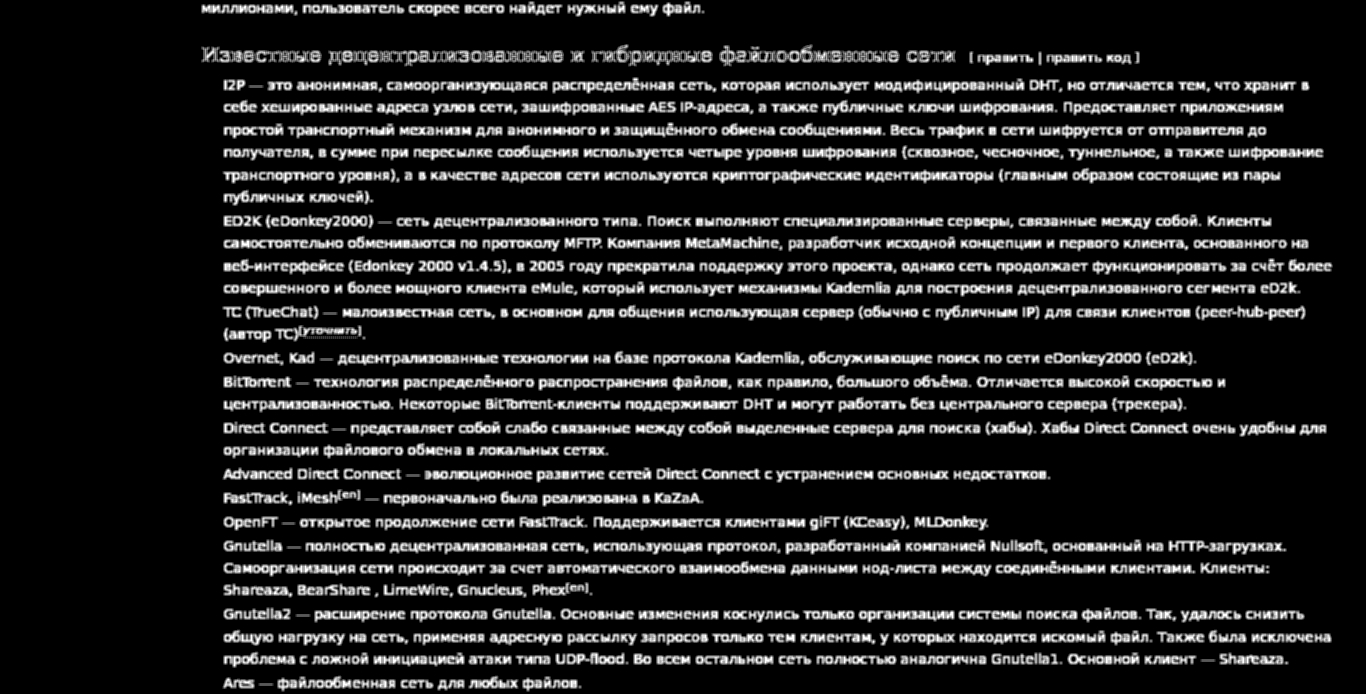 миллионами, пользователь скорее всего найдет нужный ему файл.
Известные децентрализованные и гибридные файлообменные сети [ править | править код ]
I2P — это анонимная, самоорганизующаяся распределённая сеть, которая использует модифицированный DHT, но отличается тем, что хранит в
себе хешированные адреса узлов сети, зашифрованные AES IP-адреса, а также публичные ключи шифрования. Предоставляет приложениям
простой транспортный механизм для анонимного и защищённого обмена сообщениями. Весь трафик в сети шифруется от отправителя до
получателя, в сумме при пересылке сообщения используется четыре уровня шифрования (сквозное, чесночное, туннельное, а также шифрование
транспортного уровня), а в качестве адресов сети используются криптографические идентификаторы (главным образом состоящие из пары
публичных ключей).
ED2K (eDonkey2000) — сеть децентрализованного типа. Поиск выполняют специализированные серверы, связанные между собой. Клиенты
самостоятельно обмениваются по протоколу MFTP. Компания MetaMachine, разработчик исходной концепции и первого клиента, основанного на
веб-интерфейсе (Edonkey 2000 v1.4.5), в 2005 году прекратила поддержку этого проекта, однако сеть продолжает функционировать за счёт более
совершенного и более мощного клиента eMule, который использует механизмы Kademlia для построения децентрализованного сегмента eD2k.
TC (TrueChat) — малоизвестная сеть, в основном для общения использующая сервер (обычно с публичным IP) для связи клиентов (peer-hub-peer)
(автор TC)[уточнить].
Overnet, Kad — децентрализованные технологии на базе протокола Kademlia, обслуживающие поиск по сети eDonkey2000 (eD2k).
BitTorrent — технология распределённого распространения файлов, как правило, большого объёма. Отличается высокой скоростью и
централизованностью. Некоторые BitTorrent-клиенты поддерживают DHT и могут работать без центрального сервера (трекера).
Direct Connect — представляет собой слабо связанные между собой выделенные сервера для поиска (хабы). Хабы Direct Connect очень удобны для
организации файлового обмена в локальных сетях.
Advanced Direct Connect — эволюционное развитие сетей Direct Connect с устранением основных недостатков.
FastTrack, iMesh[en] — первоначально была реализована в KaZaA.
OpenFT — открытое продолжение сети FastTrack. Поддерживается клиентами giFT (KCeasy), MLDonkey.
Gnutella — полностью децентрализованная сеть, использующая протокол, разработанный компанией Nullsoft, основанный на HTTP-загрузках.
Самоорганизация сети происходит за счет автоматического взаимообмена данными нод-листа между соединёнными клиентами. Клиенты:
Shareaza, BearShare , LimeWire, Gnucleus, Phex[en].
Gnutella2 — расширение протокола Gnutella. Основные изменения коснулись только организации системы поиска файлов. Так, удалось снизить
общую нагрузку на сеть, применяя адресную рассылку запросов только тем клиентам, у которых находится искомый файл. Также была исключена
проблема с ложной инициацией атаки типа UDP-flood. Во всем остальном сеть полностью аналогична Gnutella1. Основной клиент — Shareaza.
Ares — файлообменная сеть для любых файлов.